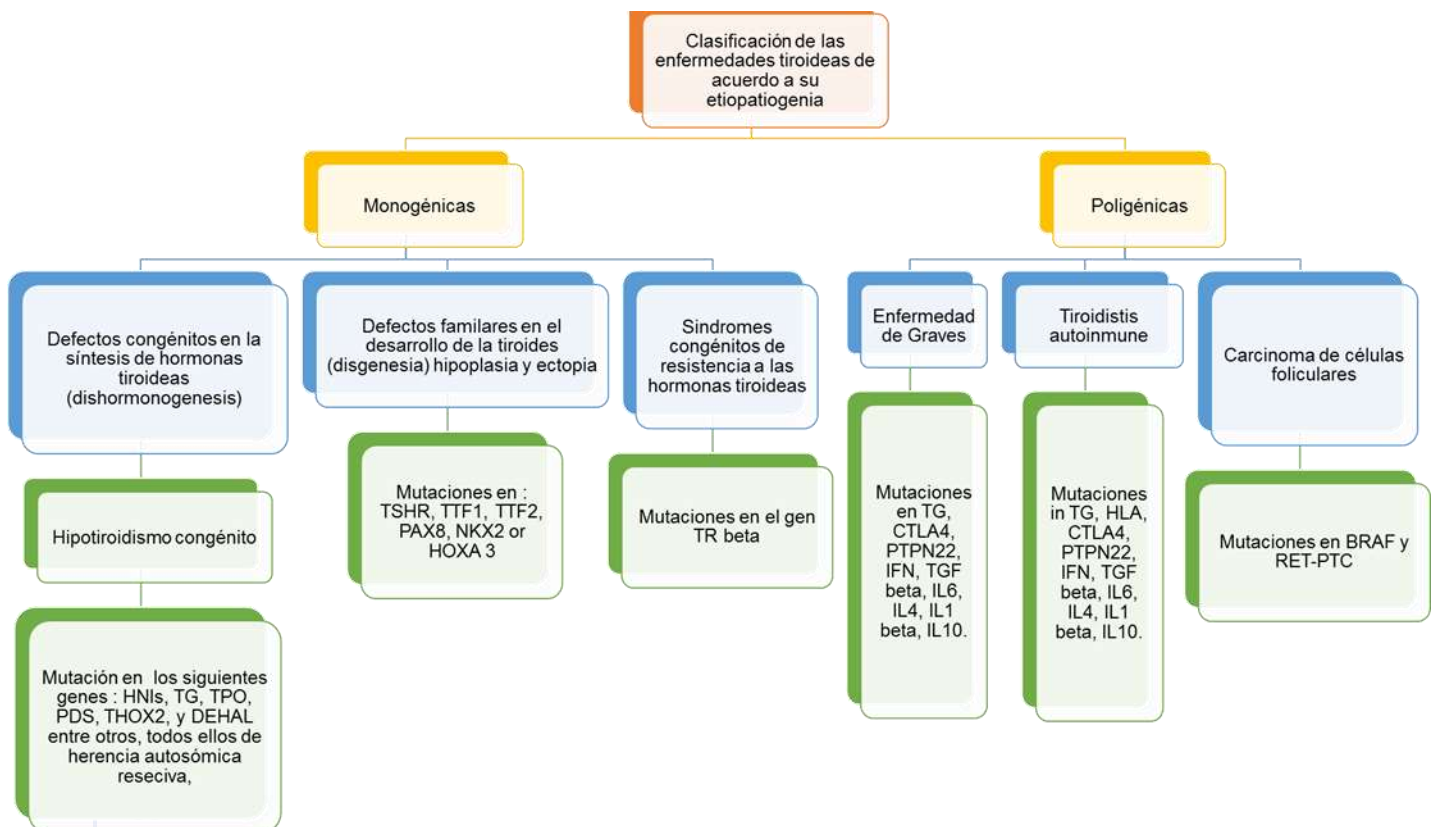 Clasificación de las
enfermedades tiroideas de
acuerdo a su
etiopatiogenia
Monogénicas
Poligénicas
Defectos congénitos en la
síntesis de hormonas
tiroideas
(dishormonogenesis)
Defectos familares en el
desarrollo de la tiroides
(disgenesia) hipoplasia y ectopia
Sindromes
congénitos de
resistencia a las
hormonas tiroideas
Enfermedad
de Graves
Tiroidistis
autoinmune
Carcinoma de células
foliculares
Hipotiroidismo congénito
Mutaciones en :
TSHR, TTF1, TTF2,
PAX8, NKX2 or
HOXA 3
Mutaciones en el gen
TR beta
Mutaciones
en TG,
CTLA4,
PTPN22,
IFN, TGF
beta, IL6,
IL4, IL1
beta, IL10.
Mutaciones
in TG, HLA,
CTLA4,
PTPN22,
IFN, TGF
beta, IL6,
IL4, IL1
beta, IL10.
Mutaciones en BRAF y
RET-PTC
Mutación en los siguientes
genes : HNIs, TG, TPO,
PDS, THOX2, y DEHAL
entre otros, todos ellos de
herencia autosómica
reseciva,